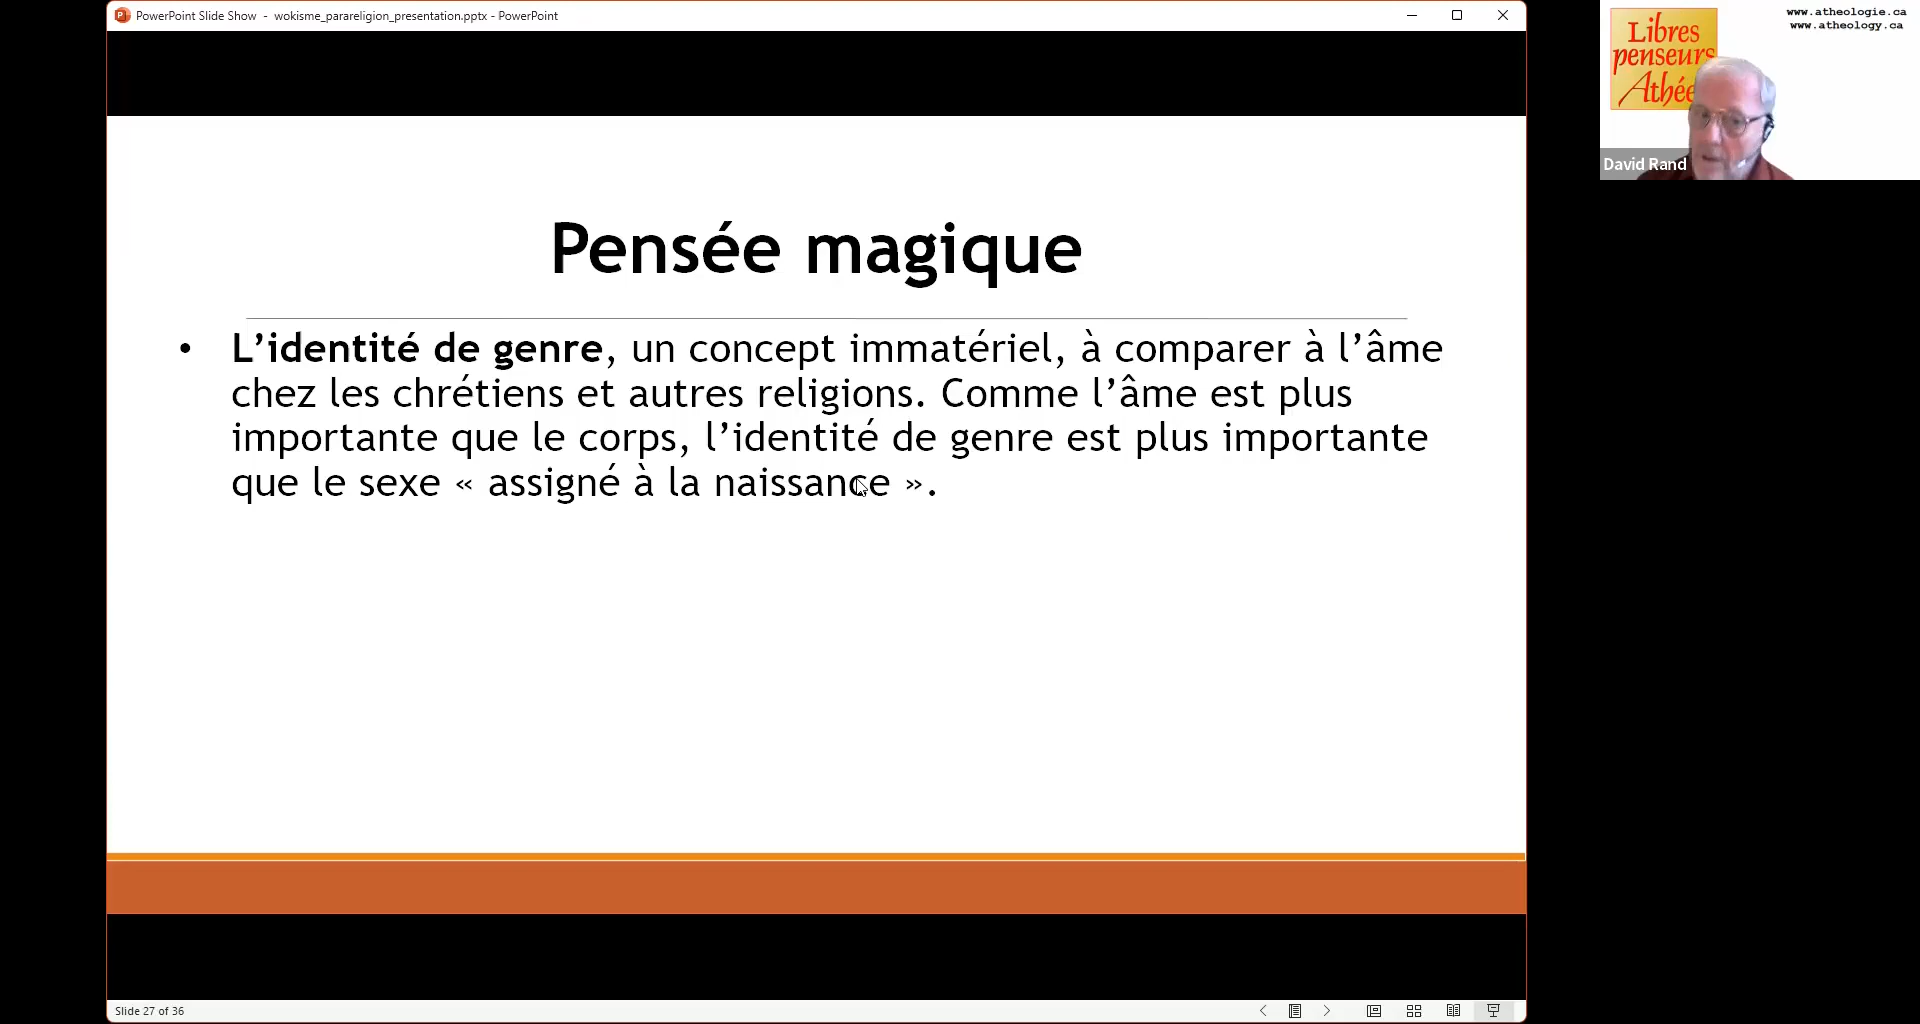 PowerPoint Slide Show - wokisme_parareligion_presentation.pptx - PowerPoint
www.atheologie.ca
www.atheology.ca
Libres
penseurs
Athée
David Rand
Pensée magique
• L’identité de genre, un concept immatériel, à comparer à l’âme
chez les chrétiens et autres religions. Comme l’âme est plus
importante que le corps, l’identité de genre est plus importante
que le sexe « assigné à la naissance ».
Slide 27 of 36